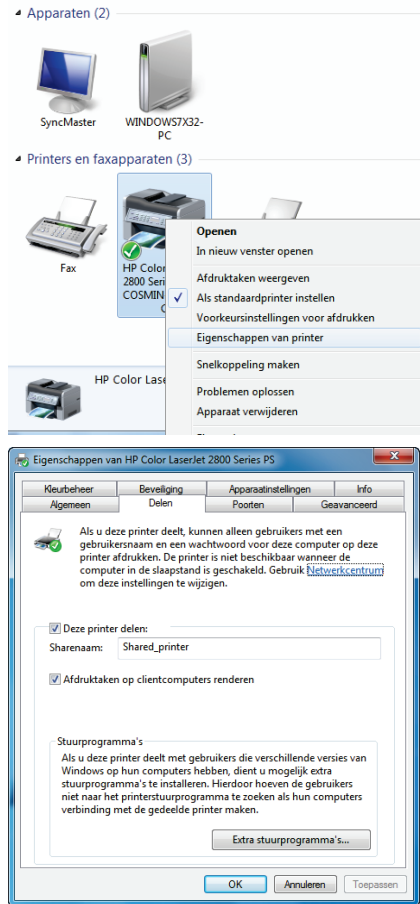 Apparaten (2)
SyncMaster
WINDOWS7X32-
PC
Printers en faxapparaten (3)
Fax
HP Color
2800 Seri
COSMIN
Openen
In nieuw venster openen
Afdruktaken weergeven
Als standaardprinter instellen
Voorkeursinstellingen voor afdrukken
Eigenschappen van printer
Snelkoppeling maken
Problemen oplossen
Apparaat verwijderen
HP Color Lase
Eigenschappen van HP Color LaserJet 2800 Series PS
Kleurbeheer Beveiliging Apparaatinstellingen Info
Algemeen Delen Poorten Geavanceerd
Als u deze printer deelt, kunnen alleen gebruikers met een
gebruikersnaam en een wachtwoord voor deze computer op deze
printer afdrukken. De printer is niet beschikbaar wanneer de
computer in de slaapstand is geschakeld. Gebruik Netwerkcentrum
om deze instellingen te wijzigen.
Deze printer delen:
Sharenaam: Shared_printer
Afdruktaken op clientcomputers renderen
Stuurprogramma's
Als u deze printer deelt met gebruikers die verschillende versies van
Windows op hun computers hebben, dient u mogelijk extra
stuurprogramma's te installeren. Hierdoor hoeven de gebruikers
niet naar het printerstuurprogramma te zoeken als hun computers
verbinding met de gedeelde printer maken.
Extra stuurprogramma's...
OK Annuleren Toepassen